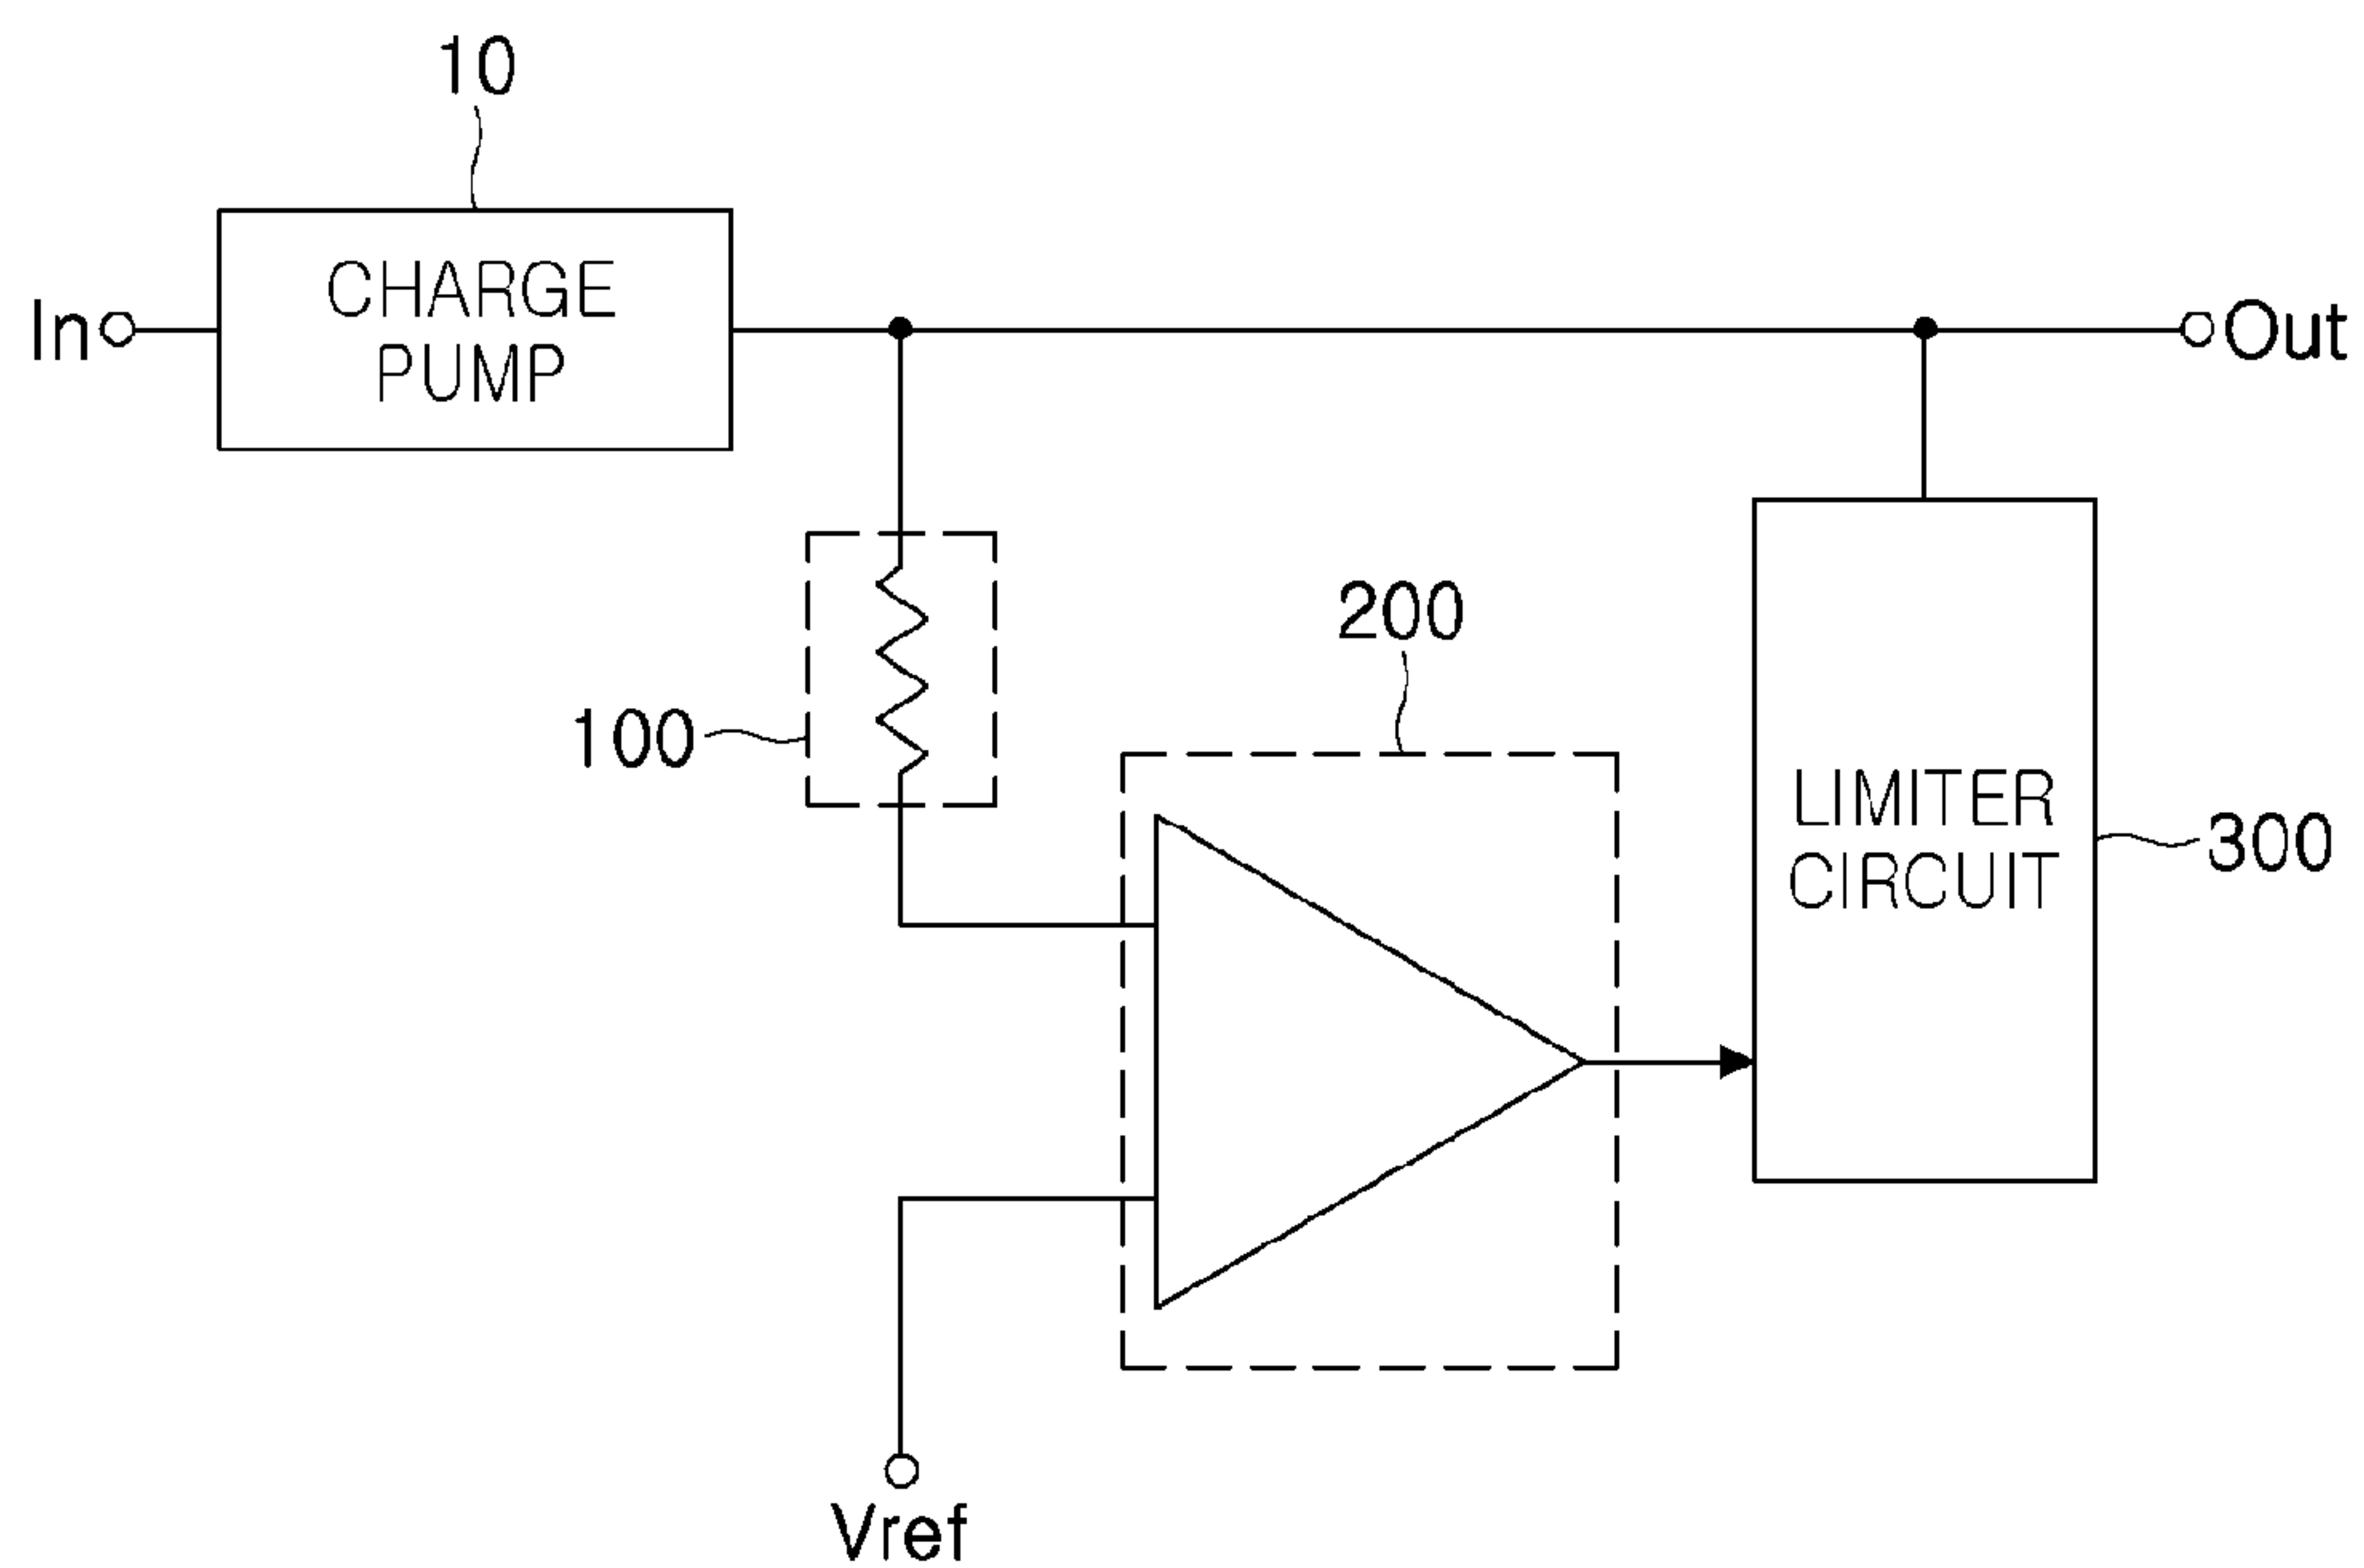 10
CHARGE
PUMP
In
Out
200
100
LIMITER
CIRCUIT
300
Vref